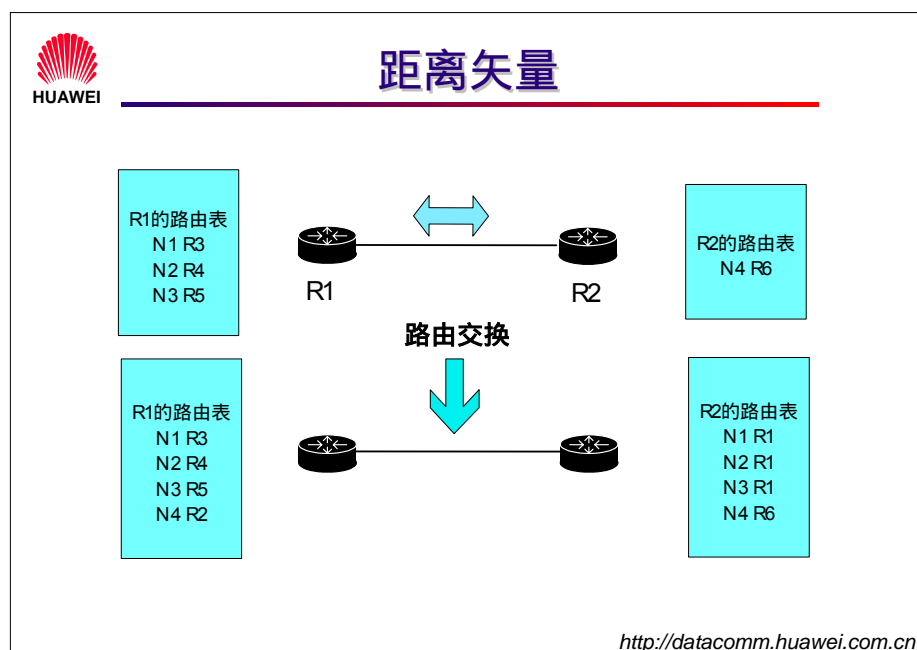 HUAWEI
距离矢量
R1的路由表
N1 R3
N2 R4
N3 R5
R1
R2
R2的路由表
N4 R6
路由交换
R1的路由表
N1 R3
N2 R4
N3 R5
N4 R2
R2的路由表
N1 R1
N2 R1
N3 R1
N4 R6
http://datacomm.huawei.com.cn